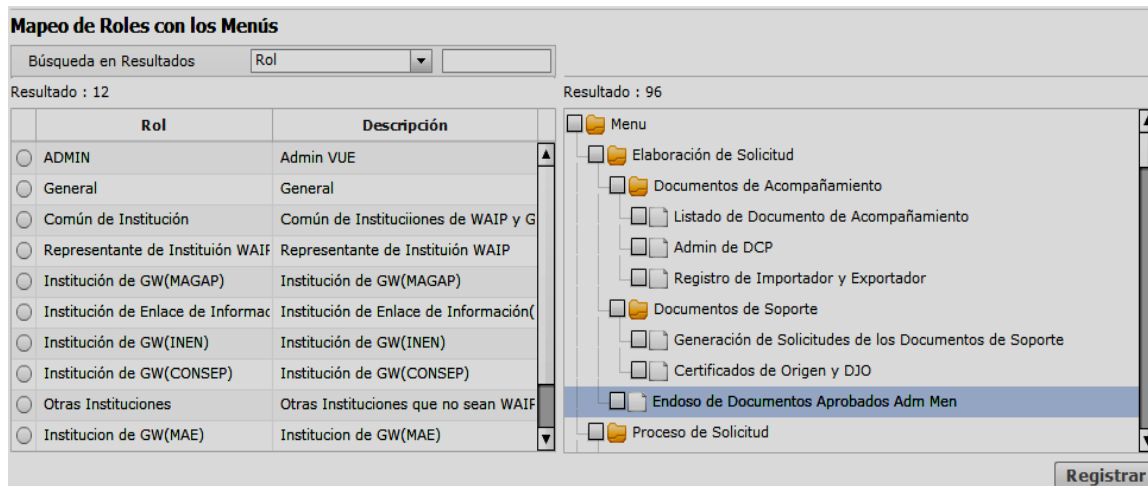 Mapeo de Roles con los Menús
Búsqueda en Resultados Rol
Resultado : 12
Rol Descripción
ADMIN Admin VUE
General General
Común de Institución Común de Instituciiones de WAIP y G
Representante de Instituión WAIP Representante de Instituión WAIP
Institución de GW(MAGAP) Institución de GW(MAGAP)
Institución de Enlace de Informac Institución de Enlace de Información(
Institución de GW(INEN) Institución de GW(INEN)
Institución de GW(CONSEP) Institución de GW(CONSEP)
Otras Instituciones Otras Instituciones que no sean WAIP
Institucion de GW(MAE) Institucion de GW(MAE)
Resultado : 96
Menu
Elaboración de Solicitud
Documentos de Acompañamiento
Listado de Documento de Acompañamiento
Admin de DCP
Registro de Importador y Exportador
Documentos de Soporte
Generación de Solicitudes de los Documentos de Soporte
Certificados de Origen y DJO
Endoso de Documentos Aprobados Adm Men
Proceso de Solicitud
Registrar